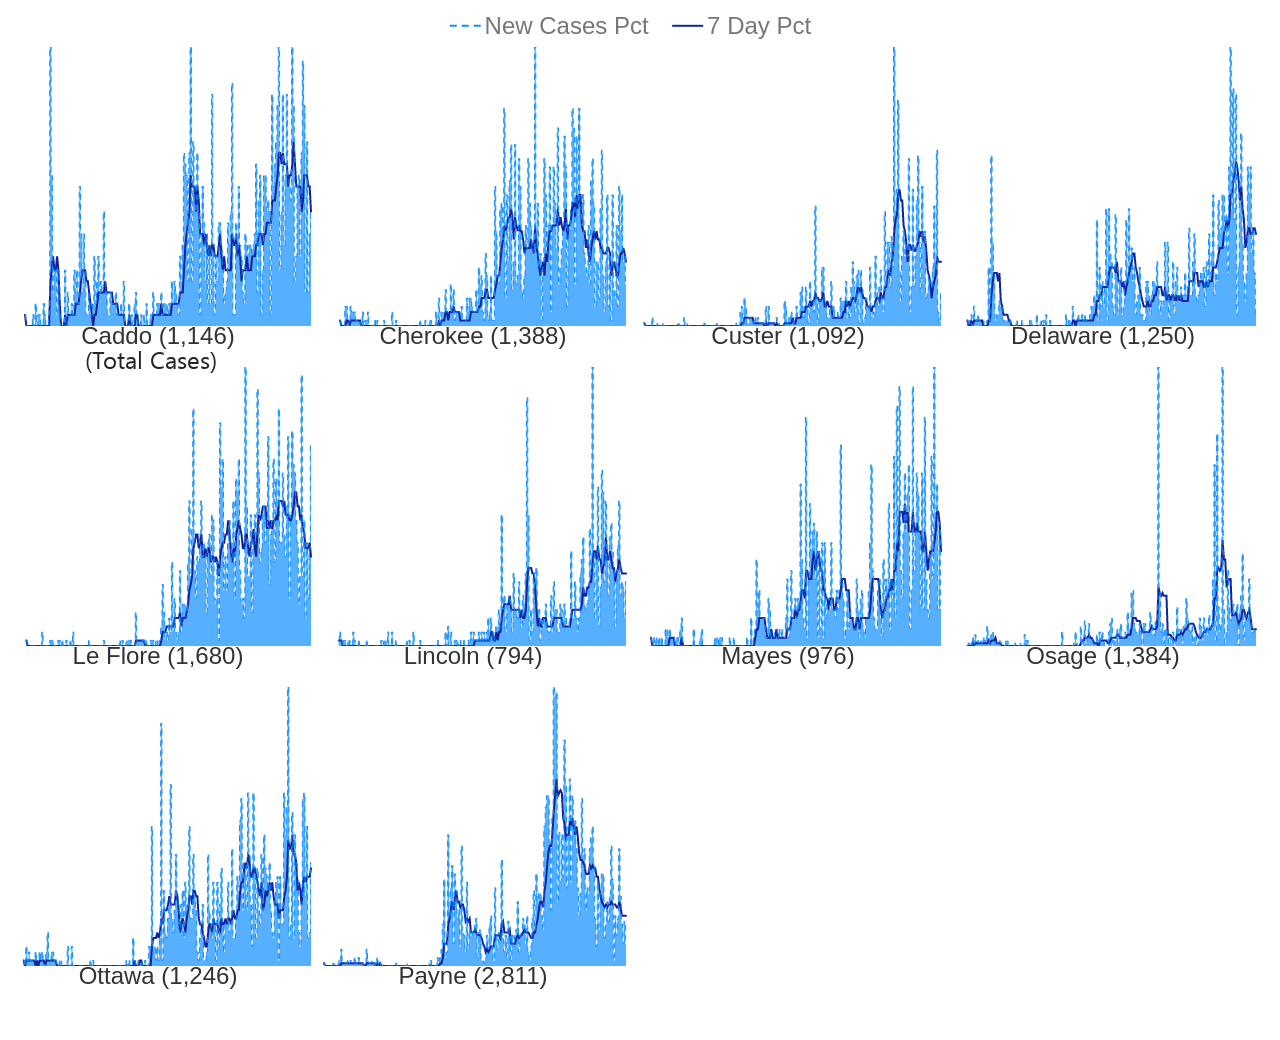 New Cases Pct 7 Day Pct
Caddo (1,146) Cherokee (1,388) Custer (1,092) Delaware (1,250)
(Total Cases)
Le Flore (1,680) Lincoln (794) Mayes (976) Osage (1,384)
Ottawa (1,246) Payne (2,811)